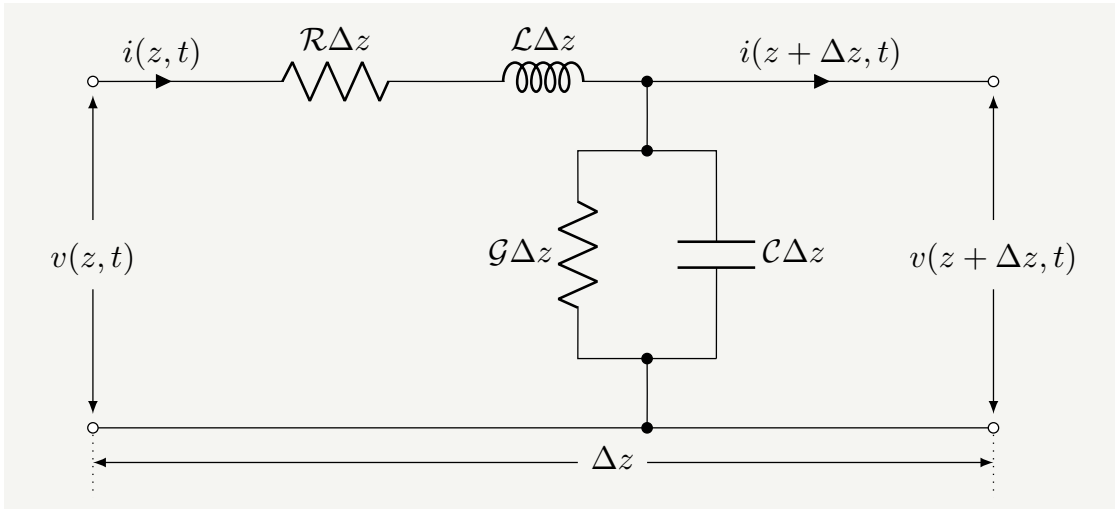 i(z, t)
ℛΔz
ℒΔz
i(z + Δz, t)
v(z, t)
𝒢Δz
𝒞Δz
v(z + Δz, t)
Δz